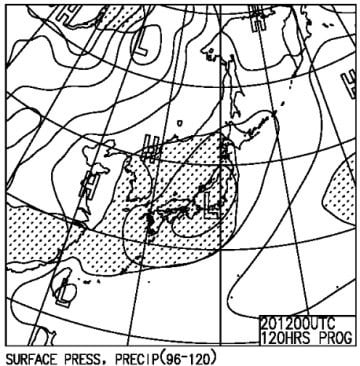 H
H
L
H
H
L
L
201200UTC
120HRS PROG
SURFACE PRESS, PRECIP(96-120)